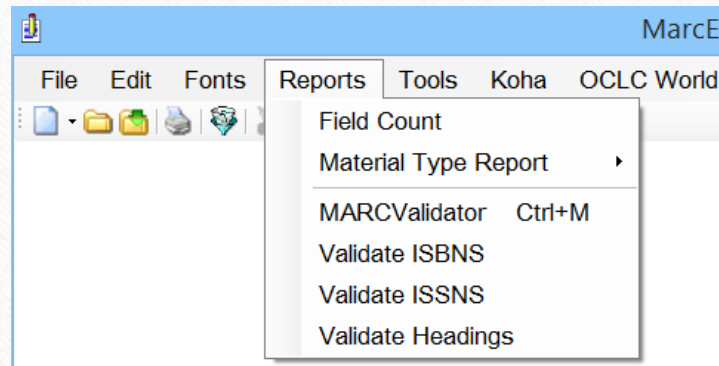 MarcE
File Edit Fonts Reports Tools Koha OCLC World
Field Count
Material Type Report
MARCValidator Ctrl+M
Validate ISBNS
Validate ISSNS
Validate Headings